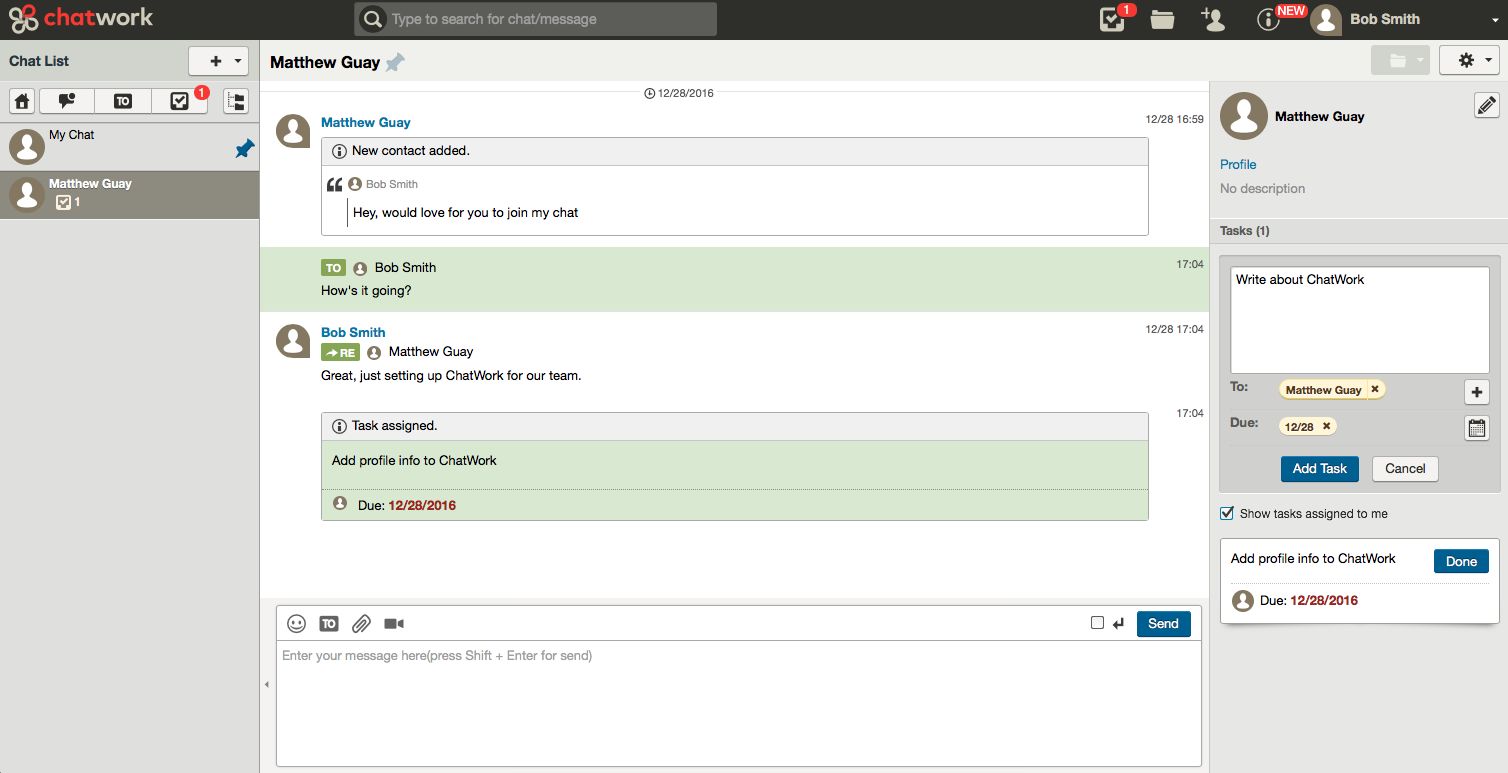 chatwork
Type to search for chat/message
1
NEW
Bob Smith
Chat List
+
TO
1
My Chat
Matthew Guay
1
Matthew Guay
12/28/2016
Matthew Guay
12/28 16:59
New contact added.
Bob Smith
Hey, would love for you to join my chat
TO Bob Smith
17:04
How's it going?
Bob Smith
12/28 17:04
RE Matthew Guay
Great, just setting up ChatWork for our team.
17:04
Task assigned.
Add profile info to ChatWork
Due: 12/28/2016
TO
Send
Enter your message here(press Shift + Enter for send)
Matthew Guay
Profile
No description
Tasks (1)
Write about ChatWork
To: Matthew Guay ×
+
Due: 12/28 ×
Add Task Cancel
Show tasks assigned to me
Add profile info to ChatWork
Done
Due: 12/28/2016